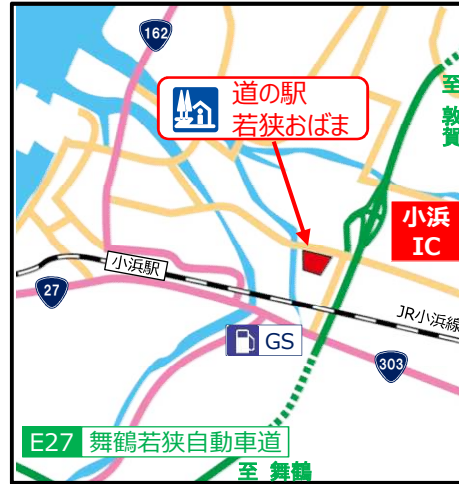 162
道の駅
若狭おばま
至
敦賀
小浜
IC
小浜駅
27
JR小浜線
GS
303
E27 舞鶴若狭自動車道
至 舞鶴